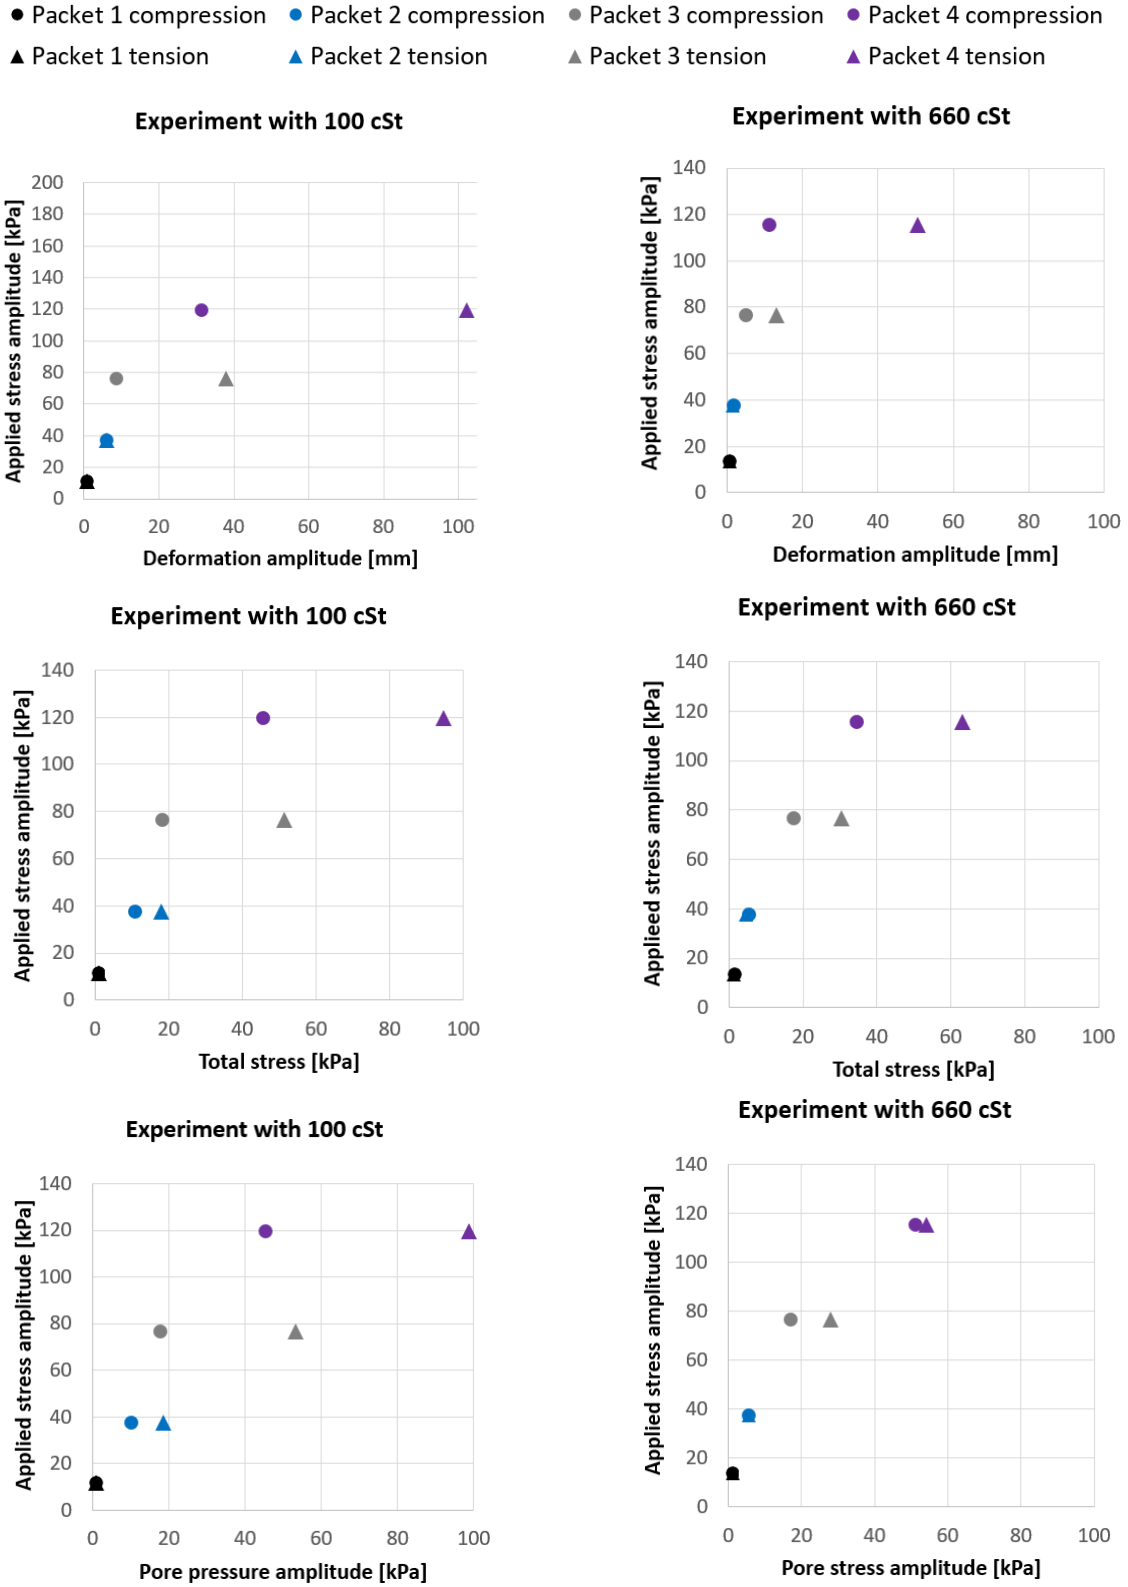 ● Packet 1 compression ● Packet 2 compression ● Packet 3 compression ● Packet 4 compression
▲ Packet 1 tension ▲ Packet 2 tension ▲ Packet 3 tension ▲ Packet 4 tension
Experiment with 100 cSt
Applied stress amplitude [kPa]
200
180
160
140
120
100
80
60
40
20
0
0 20 40 60 80 100
Deformation amplitude [mm]
Experiment with 660 cSt
Applied stress amplitude [kPa]
140
120
100
80
60
40
20
0
0 20 40 60 80 100
Deformation amplitude [mm]
Experiment with 100 cSt
Applied stress amplitude [kPa]
140
120
100
80
60
40
20
0
0 20 40 60 80 100
Total stress [kPa]
Experiment with 660 cSt
Applieed stress amplitude [kPa]
140
120
100
80
60
40
20
0
0 20 40 60 80 100
Total stress [kPa]
Experiment with 100 cSt
Applied stress amplitude [kPa]
140
120
100
80
60
40
20
0
0 20 40 60 80 100
Pore pressure amplitude [kPa]
Experiment with 660 cSt
Applied stress amplitude [kPa]
140
120
100
80
60
40
20
0
0 20 40 60 80 100
Pore stress amplitude [kPa]